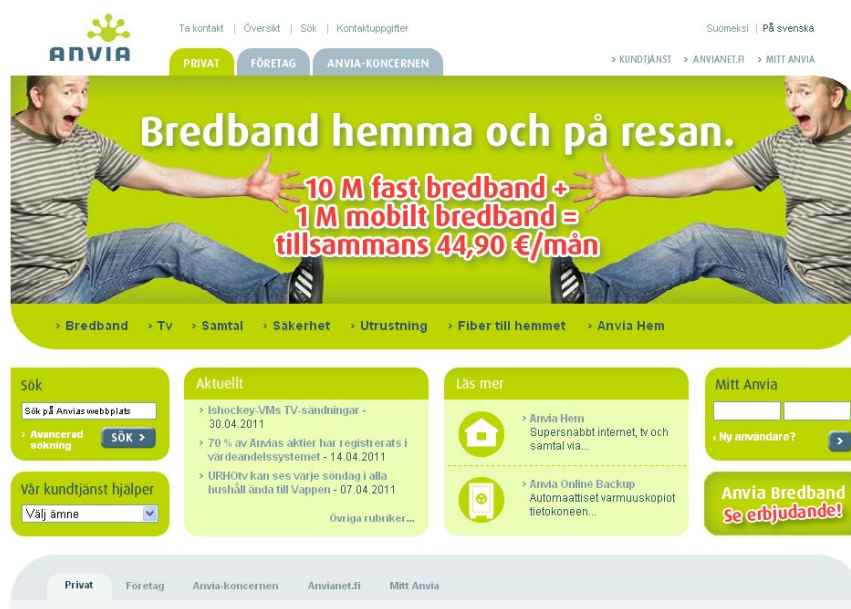 Ta kontakt | Översikt | Sök | Kontaktuppgifter
Suomeksi | På svenska
ANVIA
PRIVAT FÖRETAG ANVIA-KONCERNEN
> KUNDTJÄNST > ANVIANET.FI > MITT ANVIA
Bredband hemma och på resan.
10 M fast bredband +
1 M mobilt bredband =
tillsammans 44,90 €/mån
> Bredband > Tv > Samtal > Säkerhet > Utrustning > Fiber till hemmet > Anvia Hem
Sök
Sök på Anvias webbplats
> Avancerad
sökning
SÖK >
Vår kundtjänst hjälper
Välj ämne
Aktuellt
> Ishockey-VMs TV-sändningar -
30.04.2011
> 70 % av Anvias aktier har registrerats i
värdeandelssystemet - 14.04.2011
> URHOtv kan ses varje söndag i alla
hushåll ända till Vappen - 07.04.2011
Övriga rubriker...
Läs mer
> Anvia Hem
Supersnabbt internet, tv och
samtal via...
> Anvia Online Backup
Automaattiset varmuuskopiot
tietokoneen...
Mitt Anvia
> Ny användare?
>
Anvia Bredband
Se erbjudande!
Privat Företag Anvia-koncernen Anvianet.fi Mitt Anvia